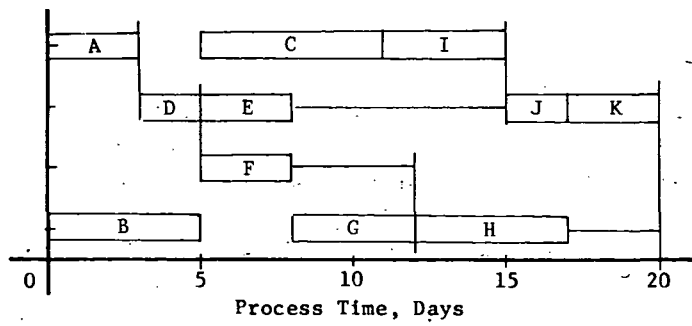 A C I
D E J K
F
B G H
0 5 10 15 20
Process Time, Days